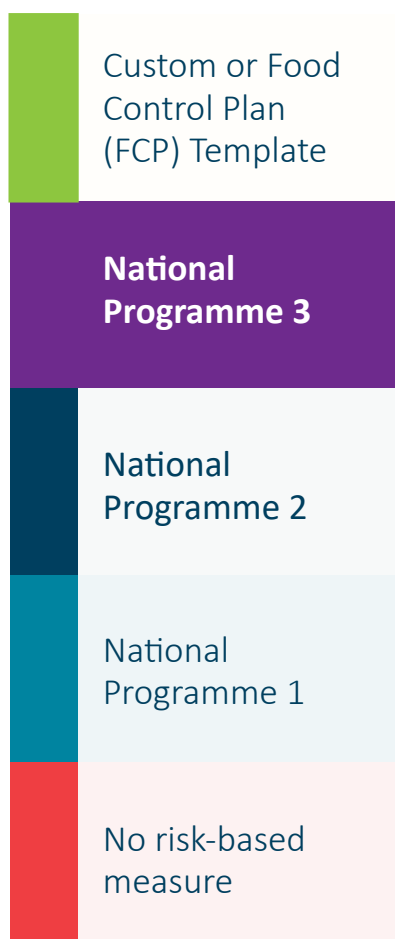 Custom or Food
Control Plan
(FCP) Template
National
Programme 3
National
Programme 2
National
Programme 1
No risk-based
measure